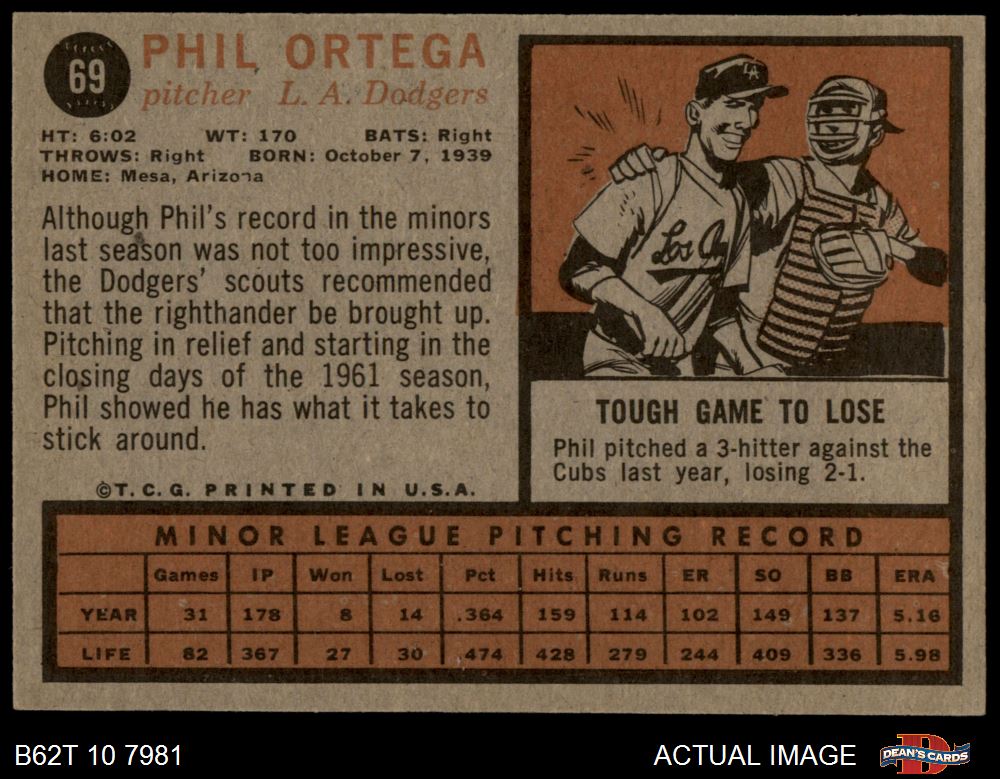 69
PHIL ORTEGA
pitcher L. A. Dodgers
HT: 6:02 WT: 170 BATS: Right
THROWS: Right BORN: October 7, 1939
HOME: Mesa, Arizona
Although Phil's record in the minors
last season was not too impressive,
the Dodgers' scouts recommended
that the righthander be brought up.
Pitching in relief and starting in the
closing days of the 1961 season,
Phil showed he has what it takes to
stick around.
©T. C. G. PRINTED IN U.S.A.
LA
Los An
TOUGH GAME TO LOSE
Phil pitched a 3-hitter against the
Cubs last year, losing 2-1.
MINOR LEAGUE PITCHING RECORD
Games IP Won Lost Pct Hits Runs ER SO BB ERA
YEAR 31 178 8 14 .364 159 114 102 149 137 5.16
LIFE 82 367 27 30 .474 428 279 244 409 336 5.98
B62T 10 7981
ACTUAL IMAGE
DEAN'S CARDS